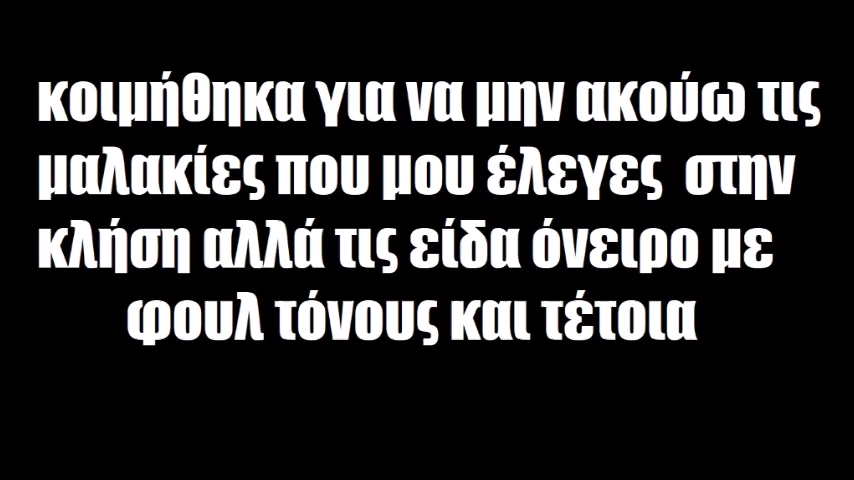 κοιμήθηκα για να μην ακούω τις
μαλακίες που μου έλεγες στην
κλήση αλλά τις είδα όνειρο με
φουλ τόνους και τέτοια